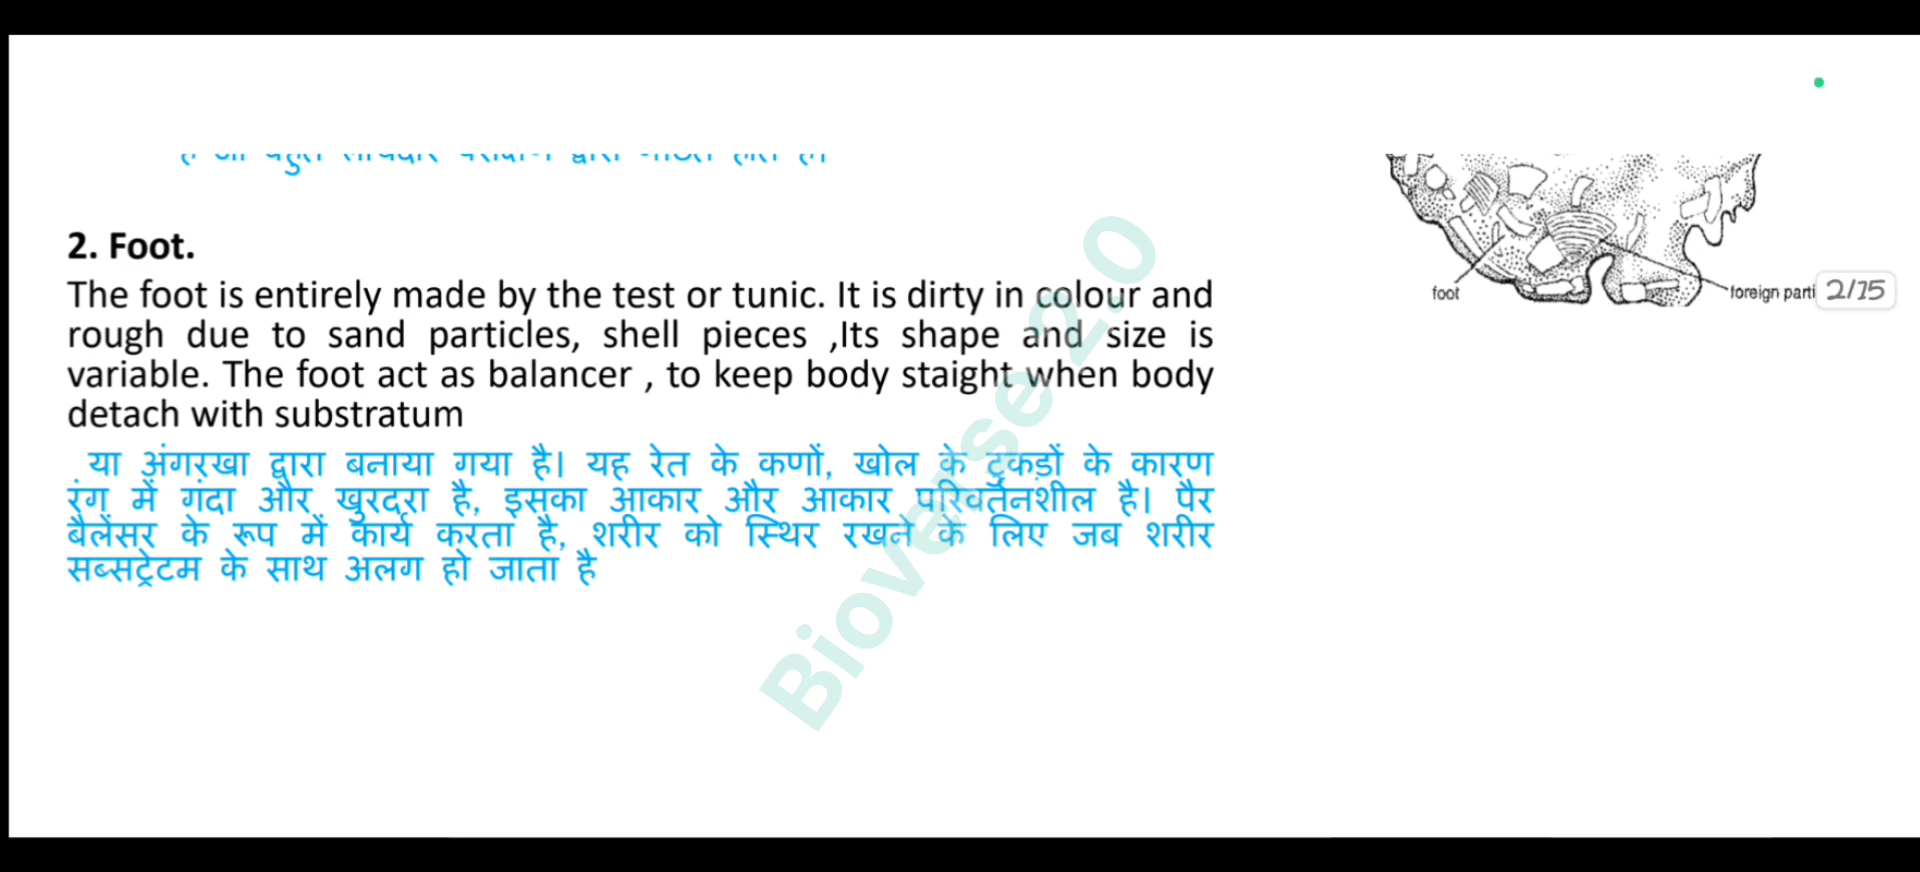 2. Foot.
The foot is entirely made by the test or tunic. It is dirty in colour and
rough due to sand particles, shell pieces ,Its shape and size is
variable. The foot act as balancer , to keep body staight when body
detach with substratum
या अंगरखा द्वारा बनाया गया है। यह रेत के कणों, खोल के टुकड़ों के कारण
रंग में गंदा और खुरदरा है, इसका आकार और आकार परिवर्तनशील है। पैर
बैलेंसर के रूप में कार्य करता है, शरीर को स्थिर रखने के लिए जब शरीर
सब्सट्रेटम के साथ अलग हो जाता है
foot
foreign parti
2/15
Bioverse 2.0